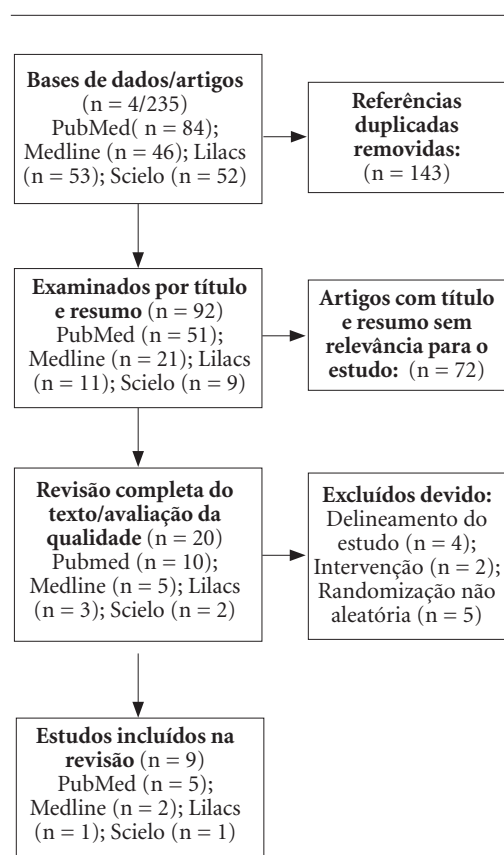 Bases de dados/artigos
(n = 4/235)
PubMed( n = 84);
Medline (n = 46); Lilacs
(n = 53); Scielo (n = 52)
Referências
duplicadas
removidas:
(n = 143)
Examinados por título
e resumo (n = 92)
PubMed (n = 51);
Medline (n = 21); Lilacs
(n = 11); Scielo (n = 9)
Artigos com título
e resumo sem
relevância para o
estudo: (n = 72)
Revisão completa do
texto/avaliação da
qualidade (n = 20)
Pubmed (n = 10);
Medline (n = 5); Lilacs
(n = 3); Scielo (n = 2)
Excluídos devido:
Delineamento do
estudo (n = 4);
Intervenção (n = 2);
Randomização não
aleatória (n = 5)
Estudos incluídos na
revisão (n = 9)
PubMed (n = 5);
Medline (n = 2); Lilacs
(n = 1); Scielo (n = 1)